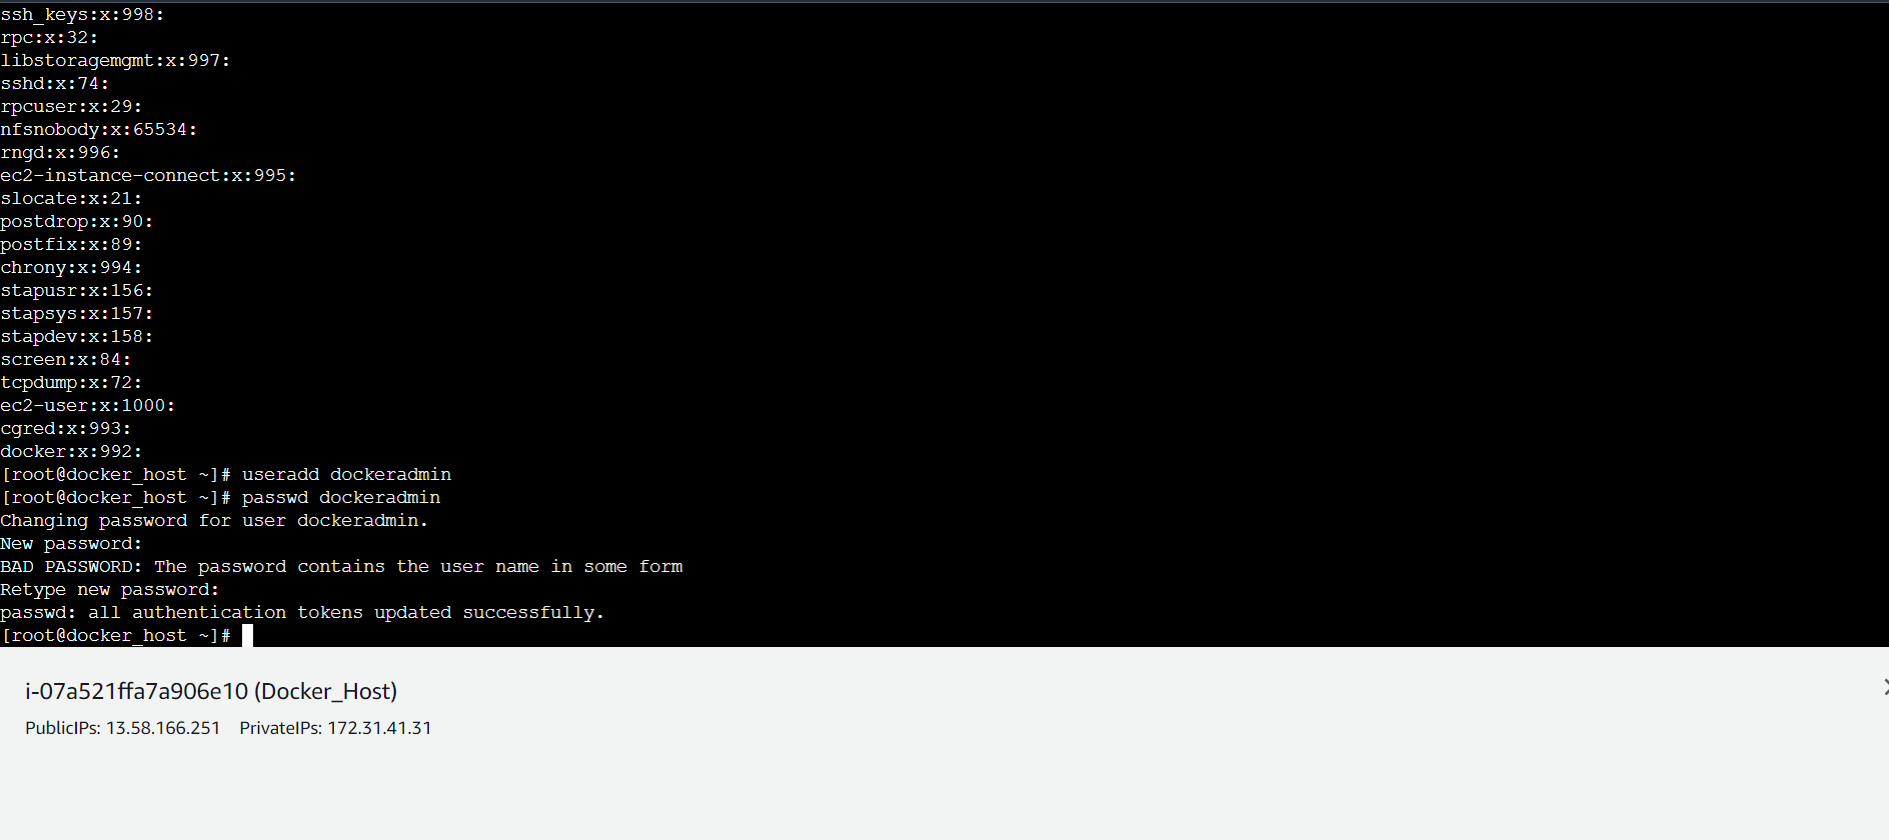 ssh_keys:x:998:
rpc:x:32:
libstoragemgmt:x:997:
sshd:x:74:
rpcuser:x:29:
nfsnobody:x:65534:
rngd:x:996:
ec2-instance-connect:x:995:
slocate:x:21:
postdrop:x:90:
postfix:x:89:
chrony:x:994:
stapusr:x:156:
stapsys:x:157:
stapdev:x:158:
screen:x:84:
tcpdump:x:72:
ec2-user:x:1000:
cgred:x:993:
docker:x:992:
[root@docker_host ~]# useradd dockeradmin
[root@docker_host ~]# passwd dockeradmin
Changing password for user dockeradmin.
New password:
BAD PASSWORD: The password contains the user name in some form
Retype new password:
passwd: all authentication tokens updated successfully.
[root@docker_host ~]#
i-07a521ffa7a906e10 (Docker_Host)
PublicIPs: 13.58.166.251 PrivateIPs: 172.31.41.31